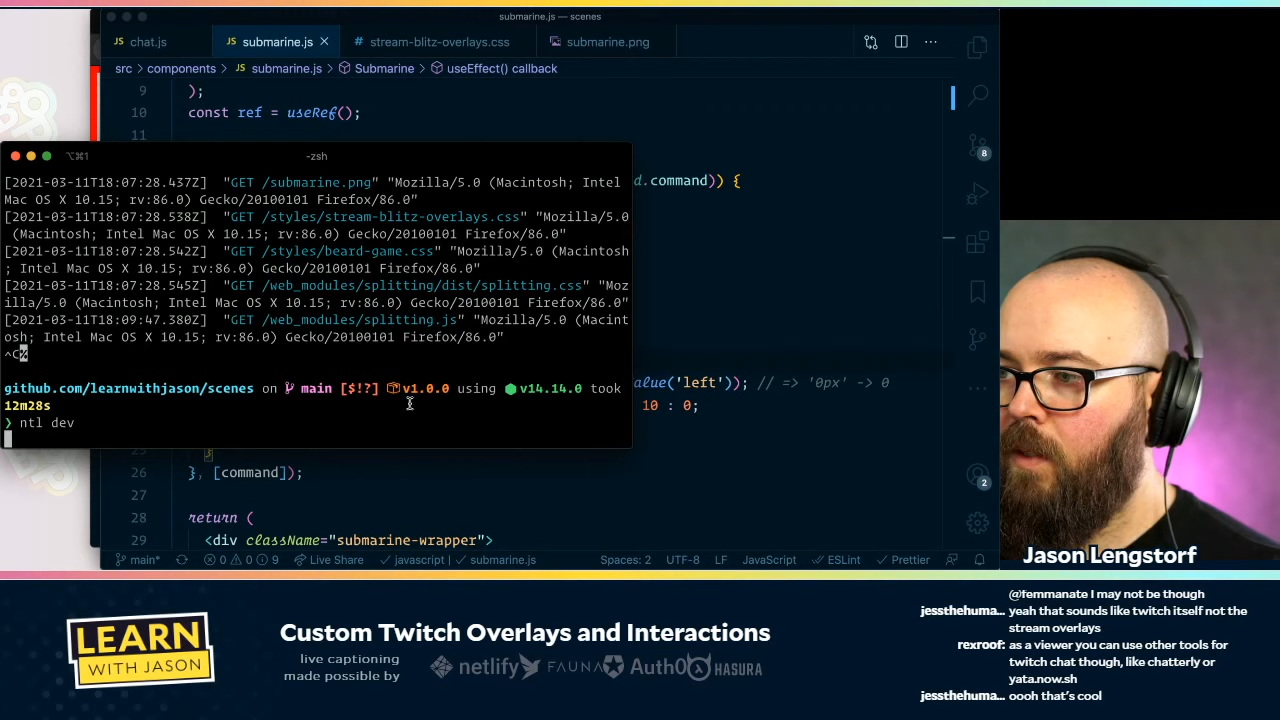 submarine.js — scenes
JS chat.js
JS submarine.js
# stream-blitz-overlays.css
submarine.png
src > components > JS submarine.js > Submarine > useEffect() callback
9 );
10 const ref = useRef();
11
⌥⌘1
-zsh
[2021-03-11T18:07:28.437Z] "GET /submarine.png" "Mozilla/5.0 (Macintosh; Intel
Mac OS X 10.15; rv:86.0) Gecko/20100101 Firefox/86.0"
[2021-03-11T18:07:28.538Z] "GET /styles/stream-blitz-overlays.css" "Mozilla/5.0
(Macintosh; Intel Mac OS X 10.15; rv:86.0) Gecko/20100101 Firefox/86.0"
[2021-03-11T18:07:28.542Z] "GET /styles/beard-game.css" "Mozilla/5.0 (Macintosh
; Intel Mac OS X 10.15; rv:86.0) Gecko/20100101 Firefox/86.0"
[2021-03-11T18:07:28.545Z] "GET /web_modules/splitting/dist/splitting.css" "Moz
illa/5.0 (Macintosh; Intel Mac OS X 10.15; rv:86.0) Gecko/20100101 Firefox/86.0"
[2021-03-11T18:09:47.380Z] "GET /web_modules/splitting.js" "Mozilla/5.0 (Macint
osh; Intel Mac OS X 10.15; rv:86.0) Gecko/20100101 Firefox/86.0"
^C%
github.com/learnwithjason/scenes on main [$!?] v1.0.0 using v14.14.0 took
12m28s
❯ ntl dev
d.command)) {
alue('left')); // => '0px' -> 0
10 : 0;
25 }
26 }, [command]);
27
28 return (
29 <div className="submarine-wrapper">
8
2
main*
0 0 9
Live Share
javascript
submarine.js
Spaces: 2
UTF-8
LF
JavaScript
ESLint
Prettier
Jason Lengstorf
LEARN
WITH JASON
Custom Twitch Overlays and Interactions
live captioning
made possible by
netlify
FAUNA
Auth0
HASURA
@femmanate I may not be though
jessthehuma... yeah that sounds like twitch itself not the
stream overlays
rexroof: as a viewer you can use other tools for
twitch chat though, like chatterly or
yata.now.sh
jessthehuma... oooh that's cool